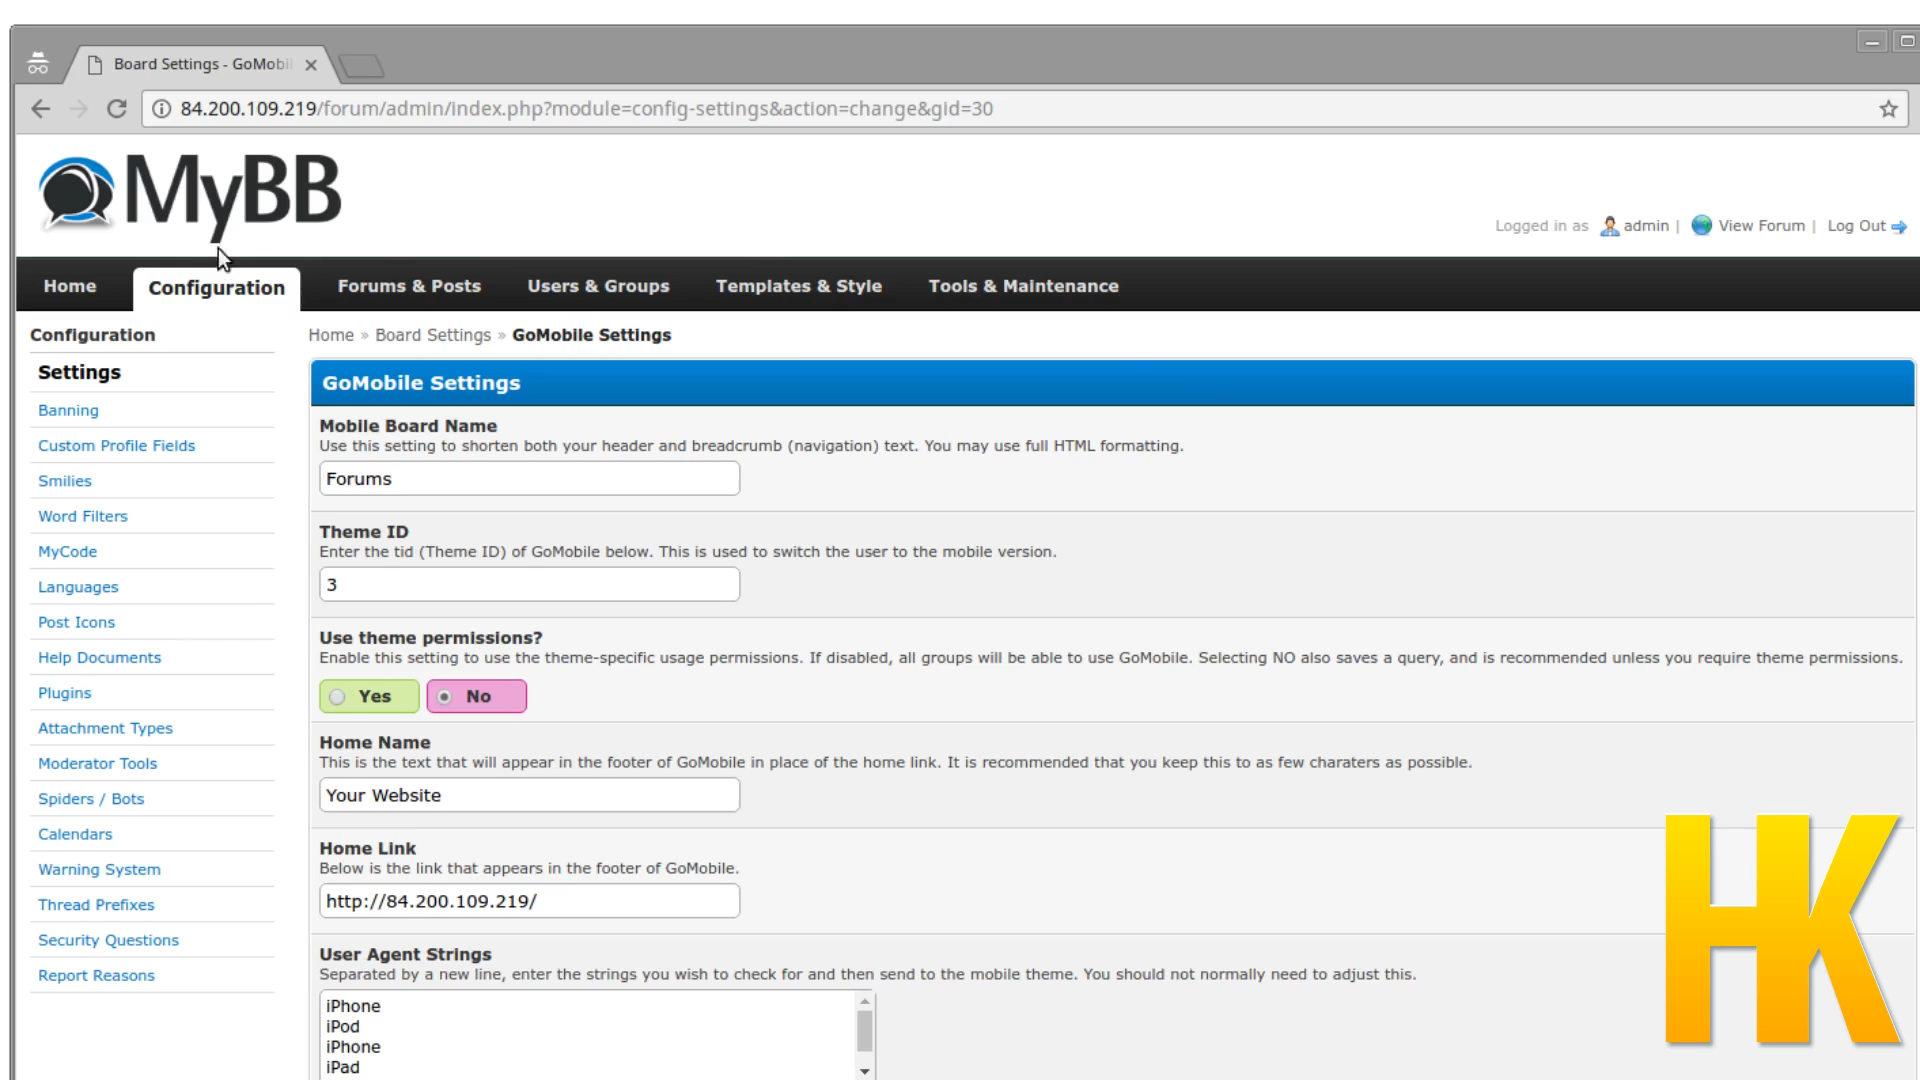 Board Settings - GoMobil
84.200.109.219/forum/admin/index.php?module=config-settings&action=change&gid=30
MyBB
Logged in as admin | View Forum | Log Out
Home Configuration Forums & Posts Users & Groups Templates & Style Tools & Maintenance
Configuration
Settings
Banning
Custom Profile Fields
Smilies
Word Filters
MyCode
Languages
Post Icons
Help Documents
Plugins
Attachment Types
Moderator Tools
Spiders / Bots
Calendars
Warning System
Thread Prefixes
Security Questions
Report Reasons
Home » Board Settings » GoMobile Settings
GoMobile Settings
Mobile Board Name
Use this setting to shorten both your header and breadcrumb (navigation) text. You may use full HTML formatting.
Forums
Theme ID
Enter the tid (Theme ID) of GoMobile below. This is used to switch the user to the mobile version.
3
Use theme permissions?
Enable this setting to use the theme-specific usage permissions. If disabled, all groups will be able to use GoMobile. Selecting NO also saves a query, and is recommended unless you require theme permissions.
Yes No
Home Name
This is the text that will appear in the footer of GoMobile in place of the home link. It is recommended that you keep this to as few charaters as possible.
Your Website
Home Link
Below is the link that appears in the footer of GoMobile.
http://84.200.109.219/
User Agent Strings
Separated by a new line, enter the strings you wish to check for and then send to the mobile theme. You should not normally need to adjust this.
iPhone
iPod
iPhone
iPad
HK